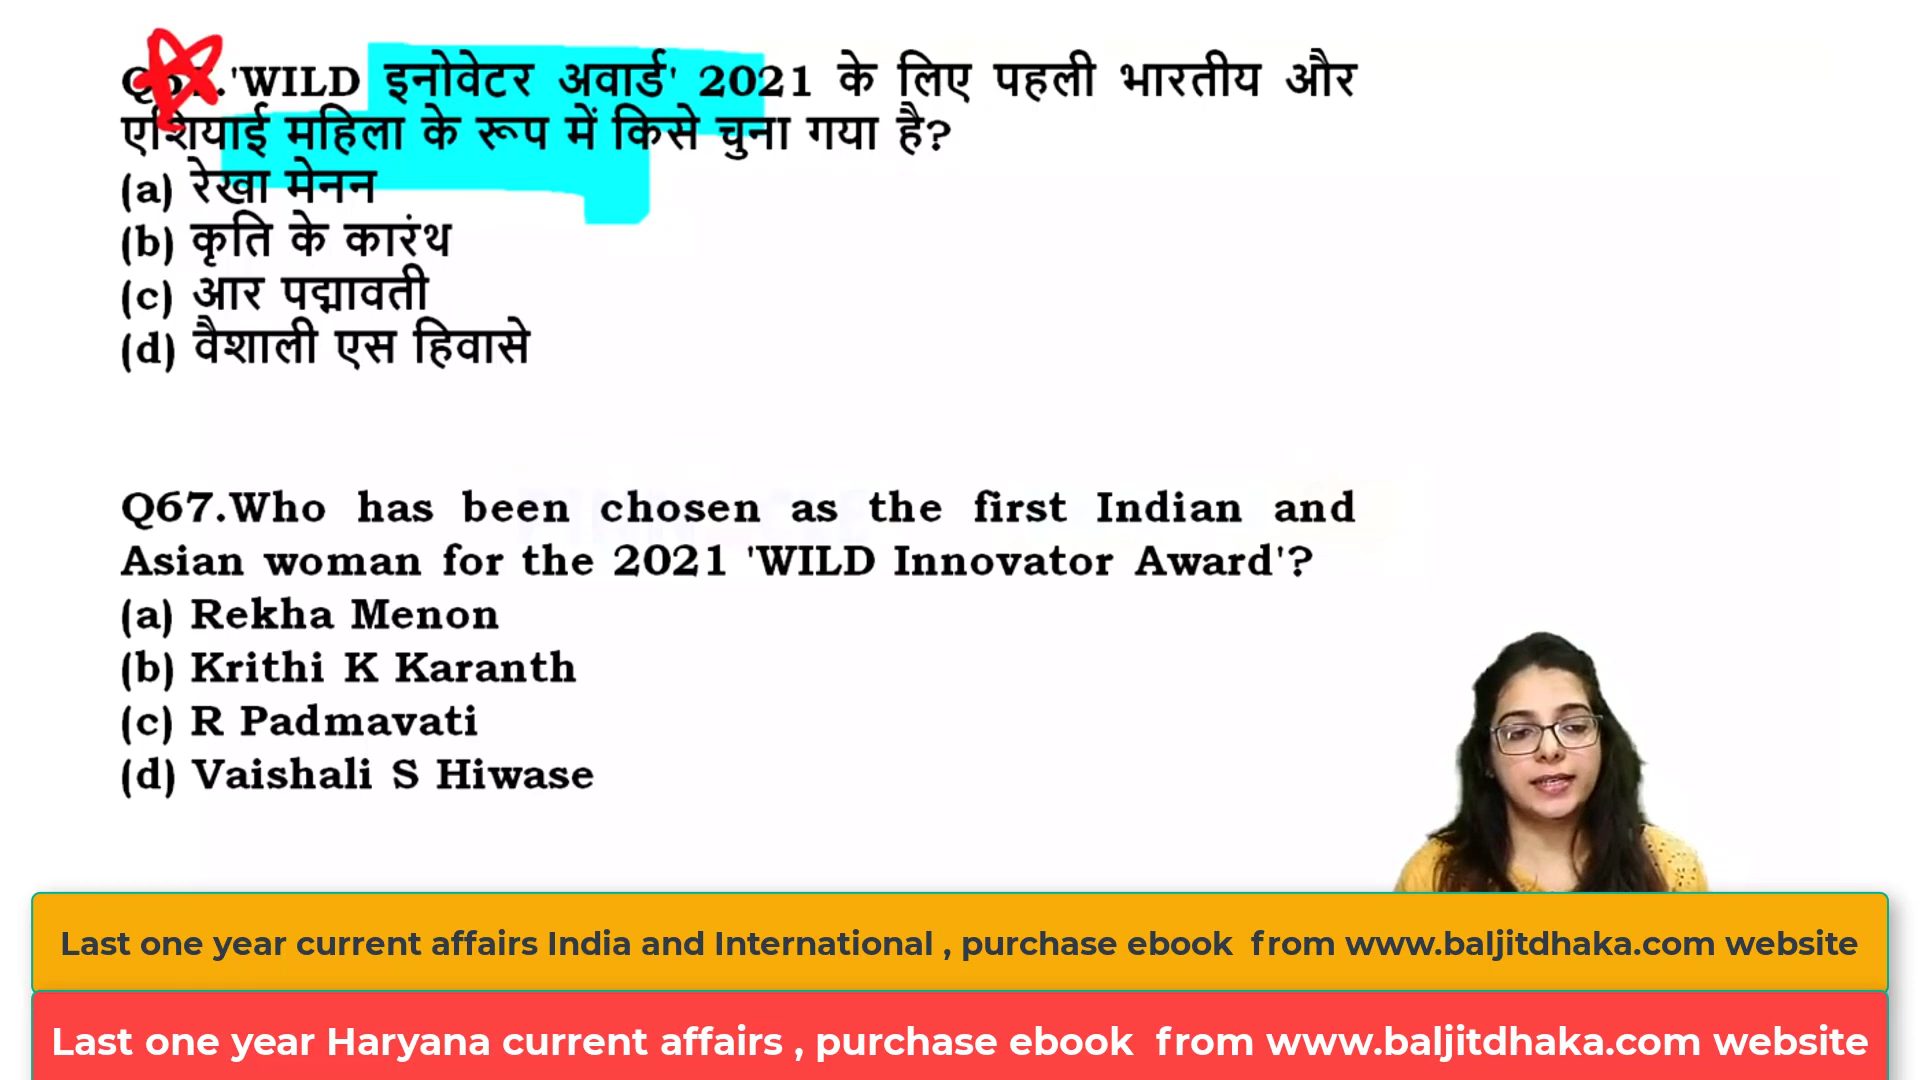 'WILD इनोवेटर अवार्ड' 2021 के लिए पहली भारतीय और
एशियाई महिला के रूप में किसे चुना गया है?
(a) रेखा मेनन
(b) कृति के कारंथ
(c) आर पद्मावती
(d) वैशाली एस हिवासे
Q67.Who has been chosen as the first Indian and
Asian woman for the 2021 'WILD Innovator Award'?
(a) Rekha Menon
(b) Krithi K Karanth
(c) R Padmavati
(d) Vaishali S Hiwase
Last one year current affairs India and International , purchase ebook from www.baljitdhaka.com website
Last one year Haryana current affairs , purchase ebook from www.baljitdhaka.com website